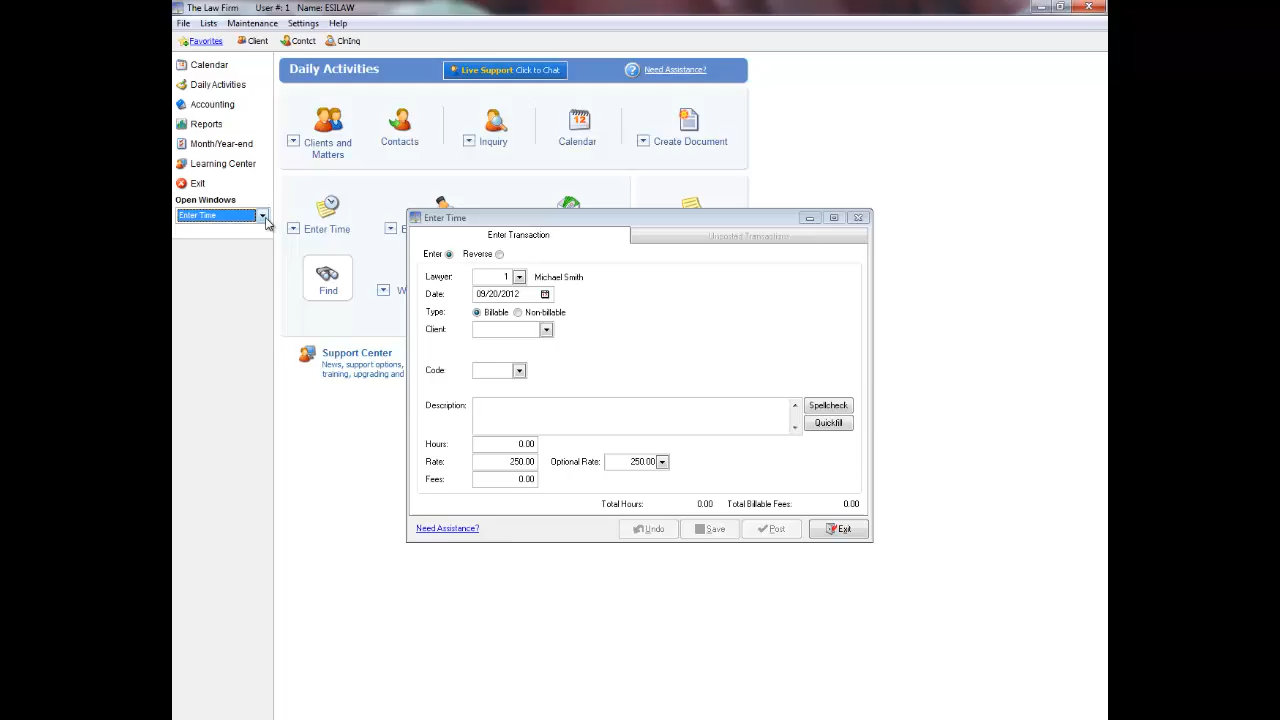 The Law Firm User #: 1 Name: ESILAW
File Lists Maintenance Settings Help
Favorites Client Contct ClnInq
Calendar
Daily Activities
Accounting
Reports
Month/Year-end
Learning Center
Exit
Open Windows
Enter Time
Daily Activities Live Support Click to Chat Need Assistance?
Clients and Matters
Contacts
Inquiry
12
Calendar
Create Document
Enter Time
E
Find
W
Support Center
News, support options,
training, upgrading and
Enter Time
Enter Transaction Unposted Transactions
Enter Reverse
Lawyer: 1 Michael Smith
Date: 09/20/2012
Type: Billable Non-billable
Client:
Code:
Description: Spellcheck
Quickfill
Hours: 0.00
Rate: 250.00 Optional Rate: 250.00
Fees: 0.00
Total Hours: 0.00 Total Billable Fees: 0.00
Need Assistance? Undo Save Post Exit